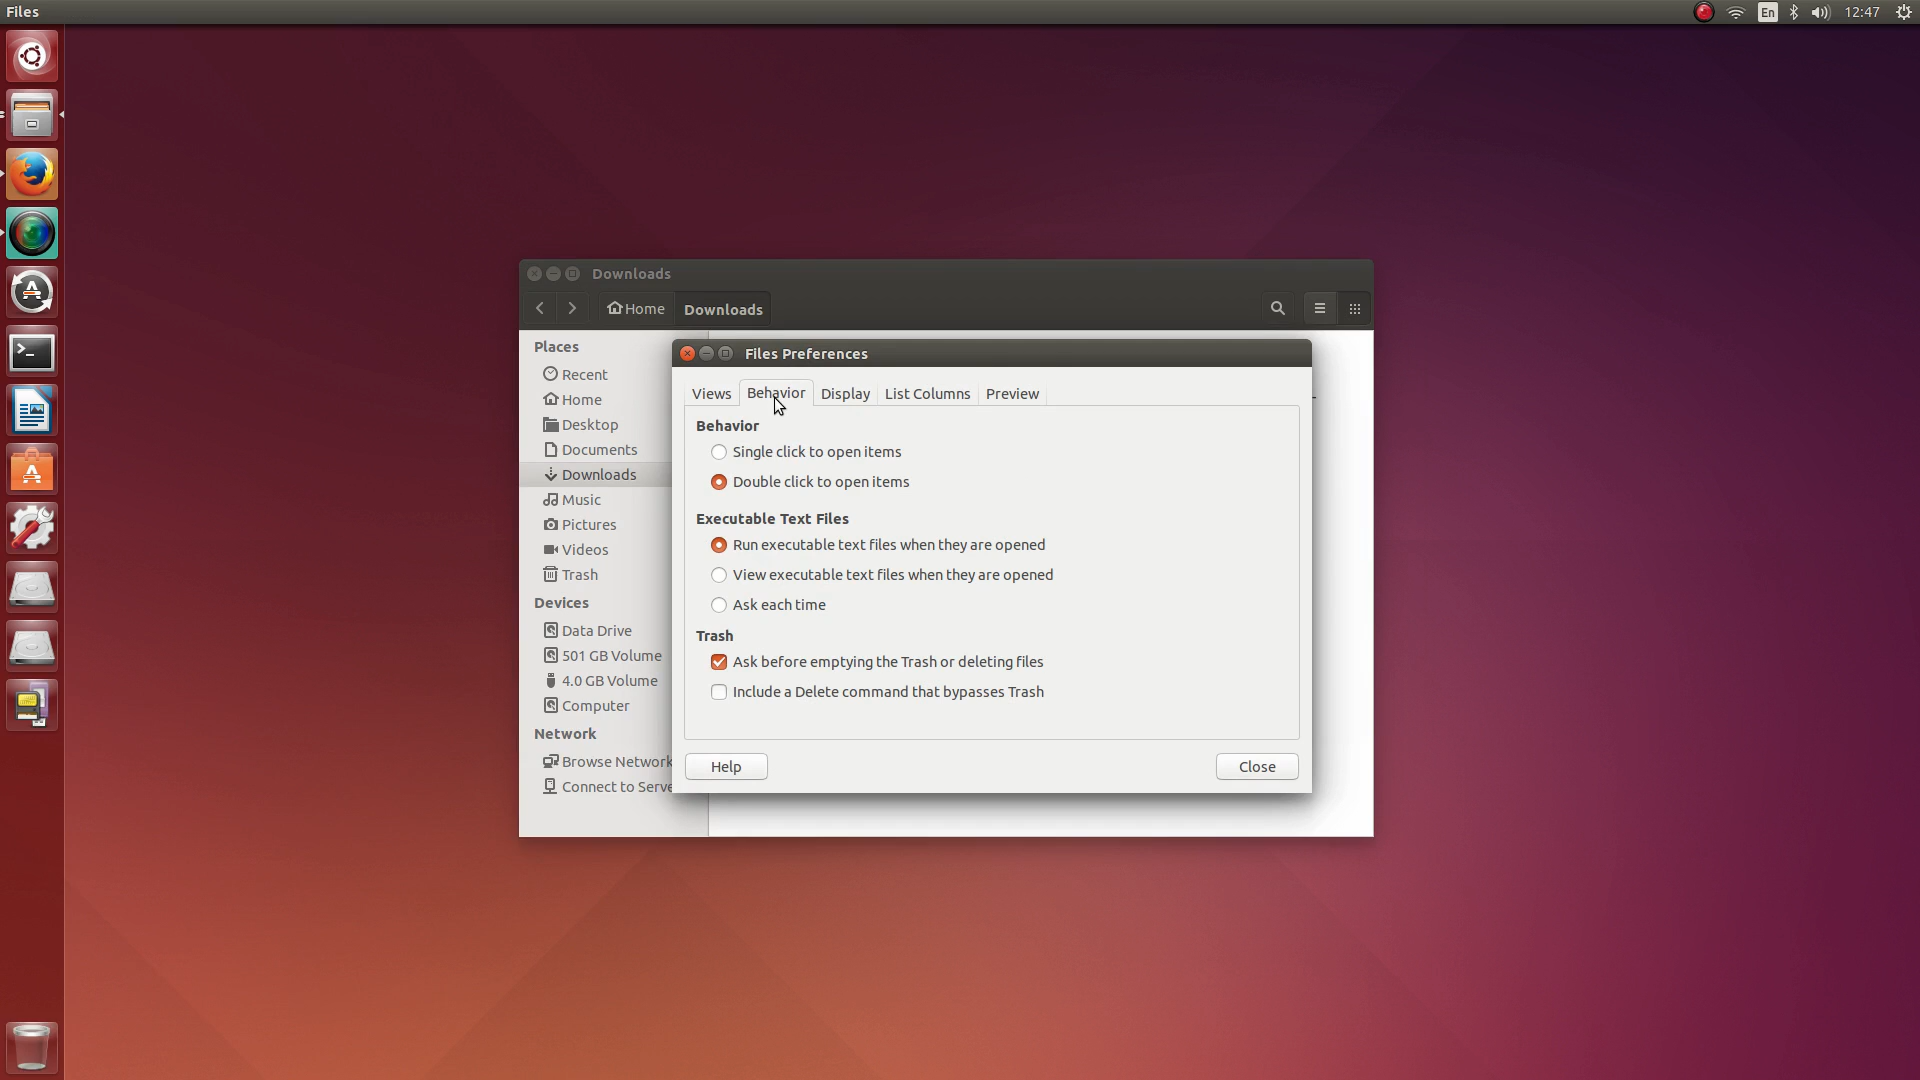 Files
En
12:47
Downloads
Home
Downloads
Places
Recent
Home
Desktop
Documents
Downloads
Music
Pictures
Videos
Trash
Devices
Data Drive
501 GB Volume
4.0 GB Volume
Computer
Network
Browse Network
Connect to Serve
Files Preferences
Views Behavior Display List Columns Preview
Behavior
Single click to open items
Double click to open items
Executable Text Files
Run executable text files when they are opened
View executable text files when they are opened
Ask each time
Trash
Ask before emptying the Trash or deleting files
Include a Delete command that bypasses Trash
Help
Close